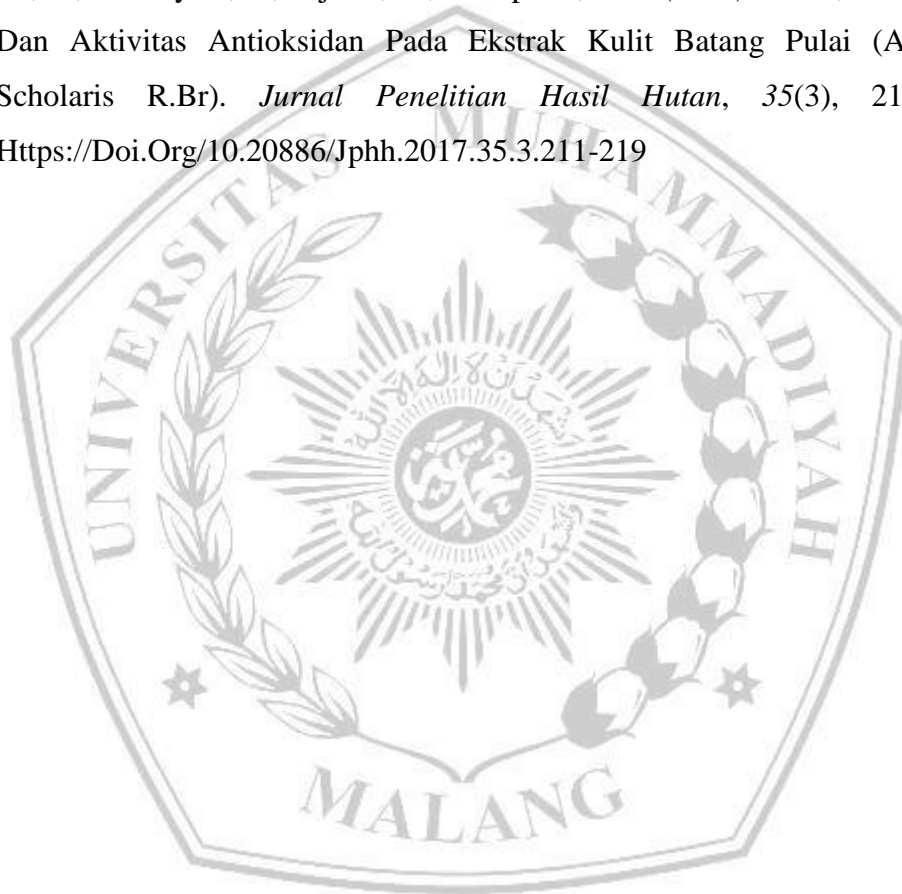 Dan Aktivitas Antioksidan Pada Ekstrak Kulit Batang Pulai (A
Scholaris R.Br). Jurnal Penelitian Hasil Hutan, 35(3), 21
Https://Doi.Org/10.20886/Jphh.2017.35.3.211-219
UNIVERSITAS MUHAMMADIYAH
MALANG